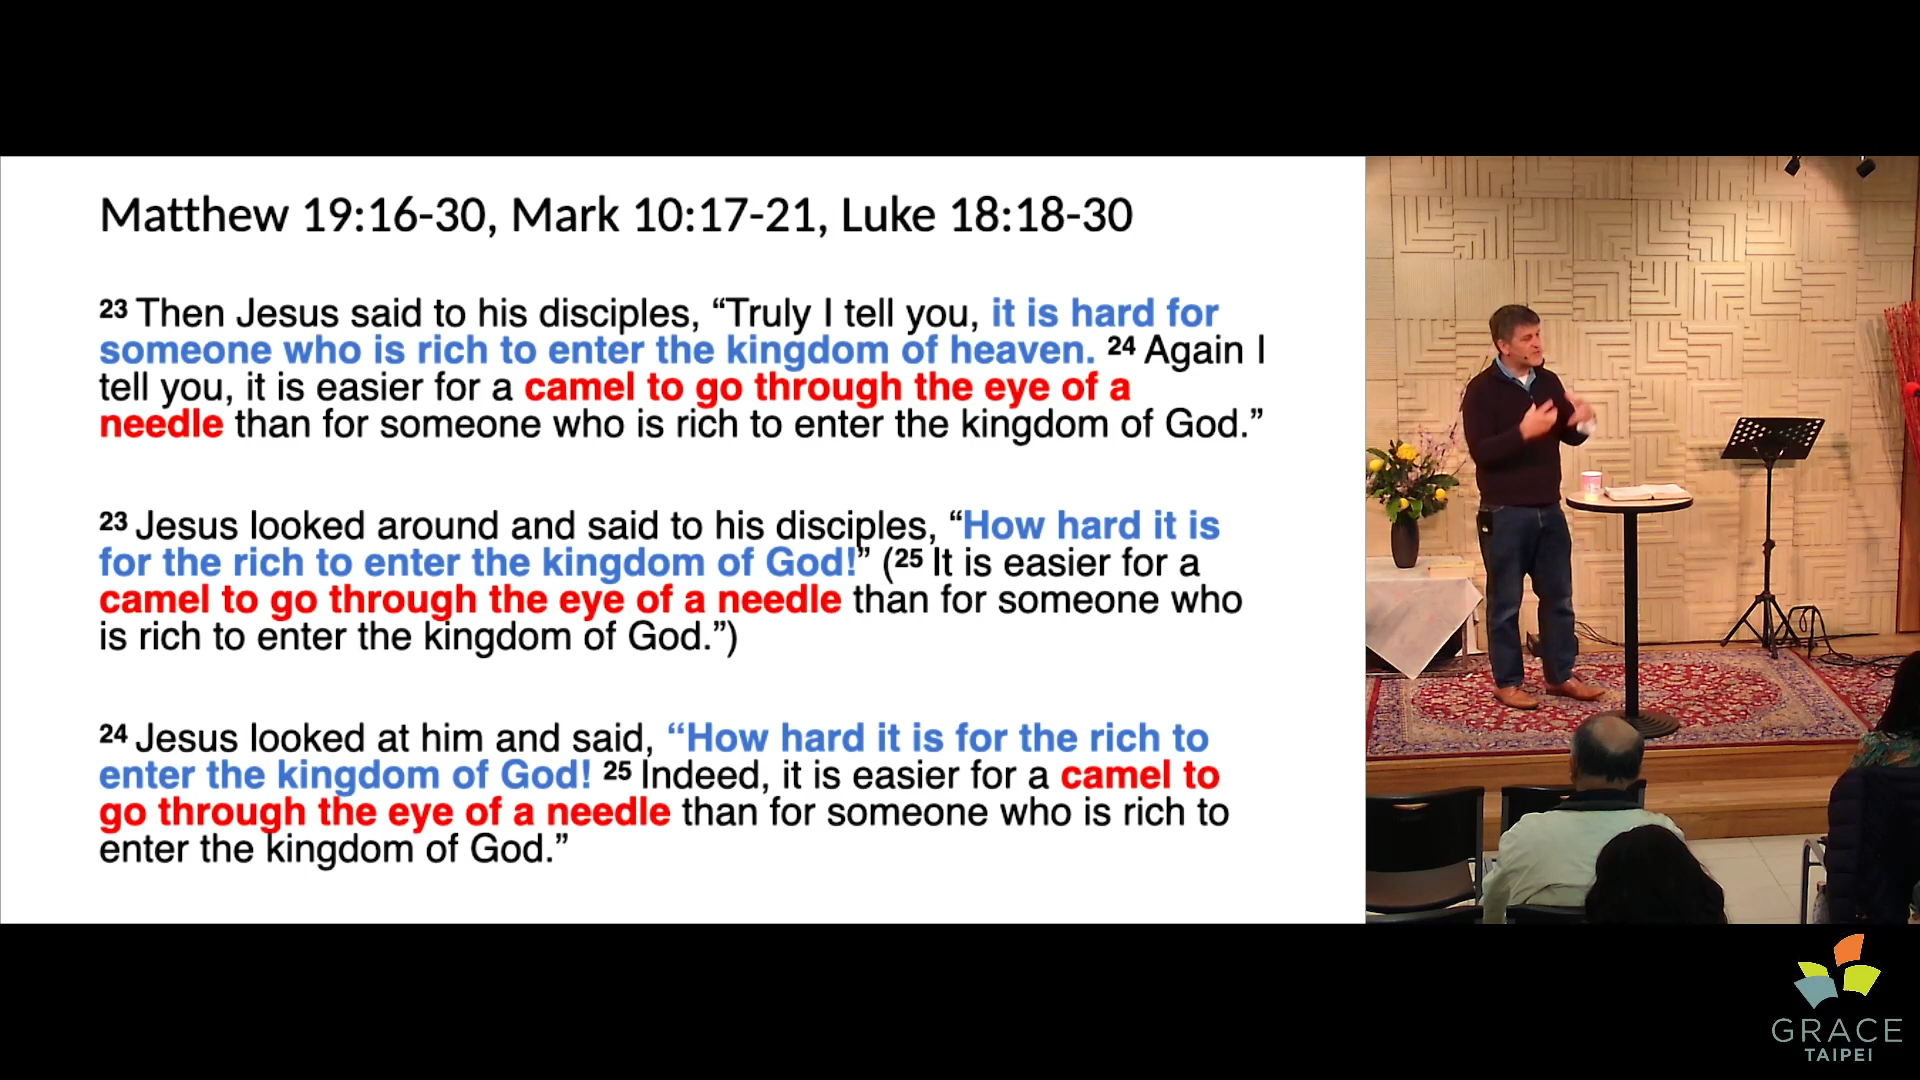 Matthew 19:16-30, Mark 10:17-21, Luke 18:18-30
23 Then Jesus said to his disciples, “Truly I tell you, it is hard for
someone who is rich to enter the kingdom of heaven. 24 Again I
tell you, it is easier for a camel to go through the eye of a
needle than for someone who is rich to enter the kingdom of God.”
23 Jesus looked around and said to his disciples, “How hard it is
for the rich to enter the kingdom of God!” (25 It is easier for a
camel to go through the eye of a needle than for someone who
is rich to enter the kingdom of God.”)
24 Jesus looked at him and said, “How hard it is for the rich to
enter the kingdom of God! 25 Indeed, it is easier for a camel to
go through the eye of a needle than for someone who is rich to
enter the kingdom of God.”
GRACE
TAIPEI